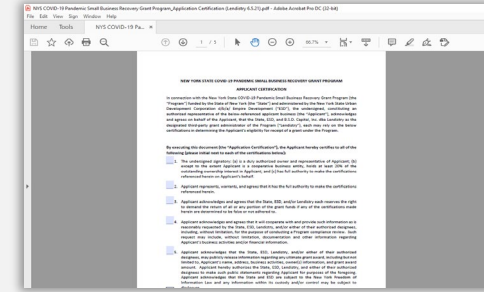 NYS COVID-19 Pandemic Small Business Recovery Grant Program_Application Certification (Lendistry 6.5.21).pdf - Adobe Acrobat Pro DC (32-bit)
File Edit View Sign Window Help
Home Tools NYS COVID-19 Pa... ×
1 / 3 66.7%
NEW YORK STATE COVID-19 PANDEMIC SMALL BUSINESS RECOVERY GRANT PROGRAM
APPLICANT CERTIFICATION
In connection with the New York State COVID-19 Pandemic Small Business Recovery Grant Program (the
"Program") funded by the State of New York (the "State") and administered by the New York State Urban
Development Corporation d/b/a/ Empire Development ("ESD"), the undersigned, constituting an
authorized representative of the below-referenced applicant business (the "Applicant"), acknowledges
and agrees on behalf of Applicant, that the State, ESD, and B.S.D. Capital, Inc. dba Lendistry as the
designated third-party grant administrator of the Program ("Lendistry"), each may rely on the below
certifications in determining the Applicant's eligibility for receipt of a grant under the Program.
By executing this document (the "Application Certification"), the Applicant hereby certifies to all of the
following (please initial next to each of the certifications below):
1. The undersigned signatory: (a) is a duly authorized owner and representative of Applicant; (b)
except to the extent Applicant is a cooperative business entity, holds at least 20% of the
outstanding ownership interest in Applicant, and (c) has full authority to make the certifications
referenced herein on Applicant's behalf.
2. Applicant represents, warrants, and agrees that it has the full authority to make the certifications
referenced herein.
3. Applicant acknowledges and agrees that the State, ESD, and/or Lendistry each reserves the right
to demand the return of all or any portion of the grant funds if any of the certifications made
herein are determined to be false or not adhered to.
4. Applicant acknowledges and agrees that it will cooperate with and provide such information as is
reasonably requested by the State, ESD, Lendistry, and/or either of their authorized designees,
including, without limitation, for the purpose of conducting a Program compliance review. Such
request may include, without limitation, documentation and other information regarding
Applicant's business activities and/or financial information.
5. Applicant acknowledges that the State, ESD, Lendistry, and/or either of their authorized
designees, may publicly release information regarding any ultimate grant award, including but not
limited to, Applicant's name, address, business activities, owner(s) information, and grant award
amount. Applicant hereby authorizes the State, ESD, Lendistry, and either of their authorized
designees to make such public statements regarding Applicant for purposes of the foregoing.
Applicant acknowledges that the State and ESD are subject to the New York Freedom of
Information Law and any information within its custody and/or control may be subject to